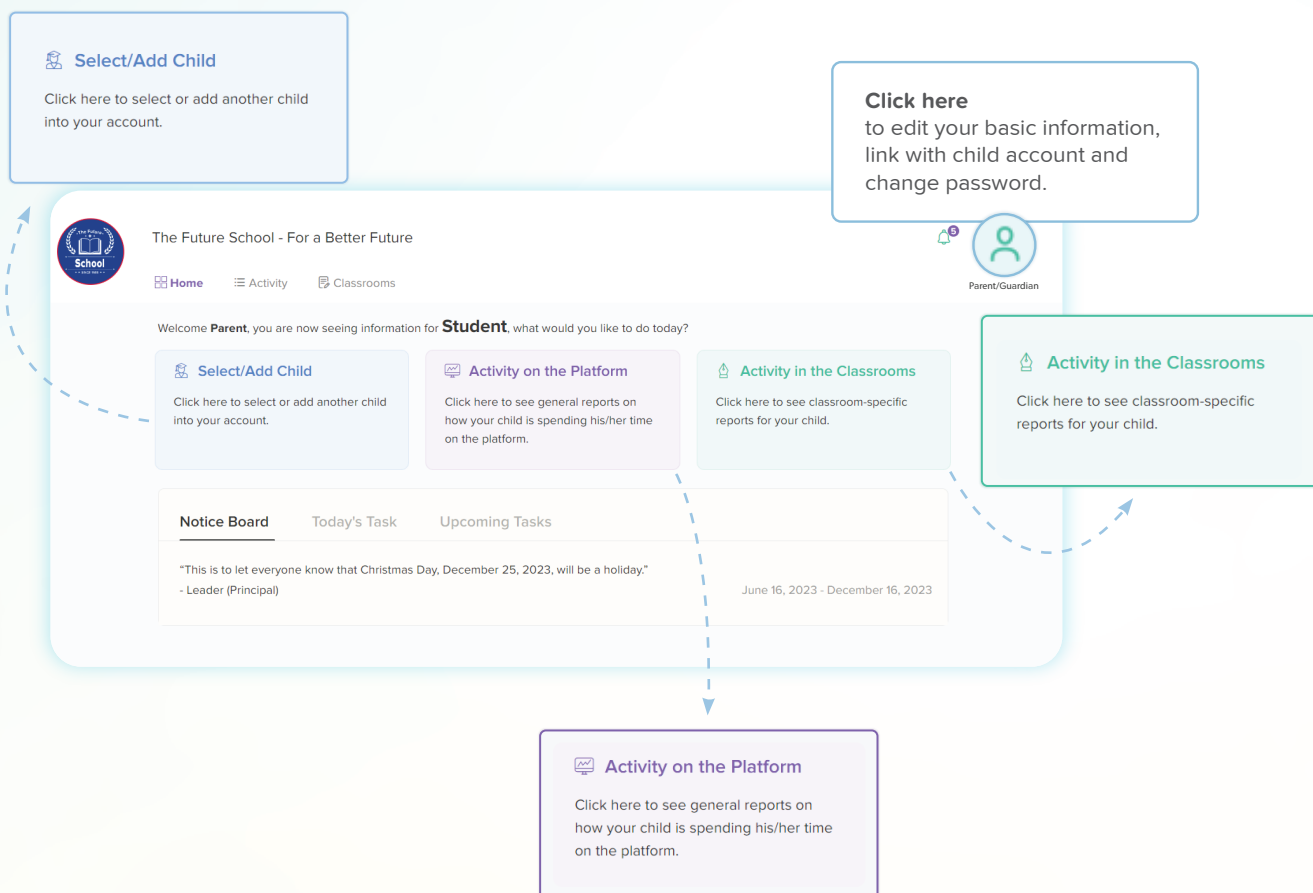 Select/Add Child
Click here to select or add another child
into your account.
Click here
to edit your basic information,
link with child account and
change password.
The Future
School
SINCE 1985
The Future School - For a Better Future
5
Home
Activity
Classrooms
Parent/Guardian
Welcome Parent, you are now seeing information for Student, what would you like to do today?
Select/Add Child
Click here to select or add another child
into your account.
Activity on the Platform
Click here to see general reports on
how your child is spending his/her time
on the platform.
Activity in the Classrooms
Click here to see classroom-specific
reports for your child.
Activity in the Classrooms
Click here to see classroom-specific
reports for your child.
Notice Board
Today's Task
Upcoming Tasks
“This is to let everyone know that Christmas Day, December 25, 2023, will be a holiday.”
- Leader (Principal)
June 16, 2023 - December 16, 2023
Activity on the Platform
Click here to see general reports on
how your child is spending his/her time
on the platform.